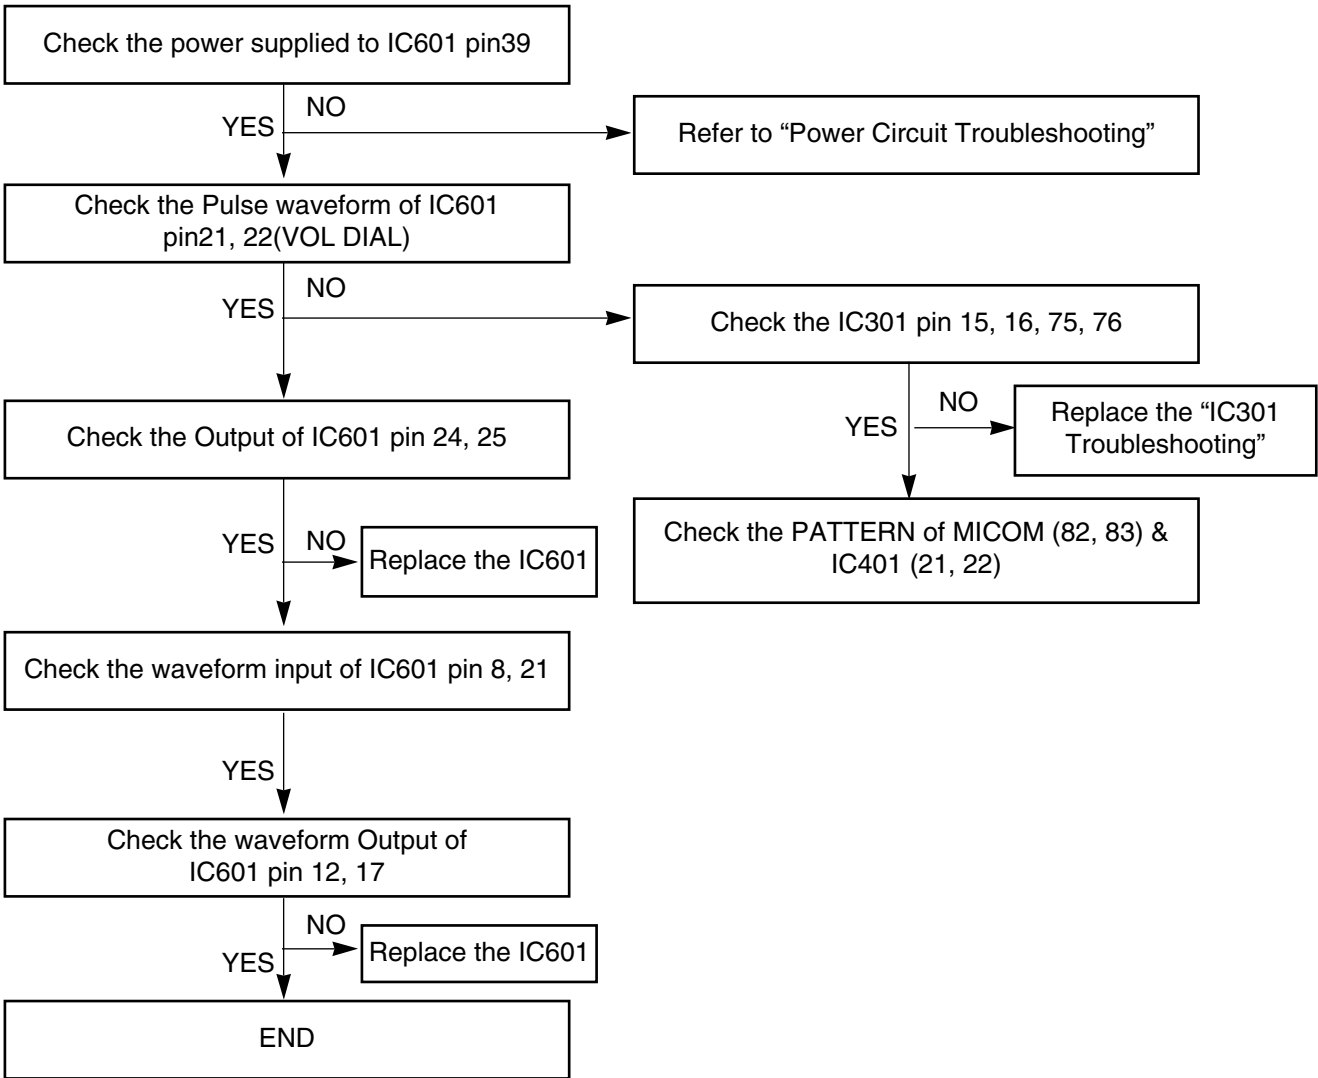 Check the power supplied to IC601 pin39
NO
YES
Refer to “Power Circuit Troubleshooting”
Check the Pulse waveform of IC601
pin21, 22(VOL DIAL)
NO
YES
Check the IC301 pin 15, 16, 75, 76
NO
YES
Replace the “IC301
Troubleshooting”
Check the Output of IC601 pin 24, 25
Check the PATTERN of MICOM (82, 83) &
IC401 (21, 22)
YES
NO
Replace the IC601
Check the waveform input of IC601 pin 8, 21
YES
Check the waveform Output of
IC601 pin 12, 17
NO
YES
Replace the IC601
END